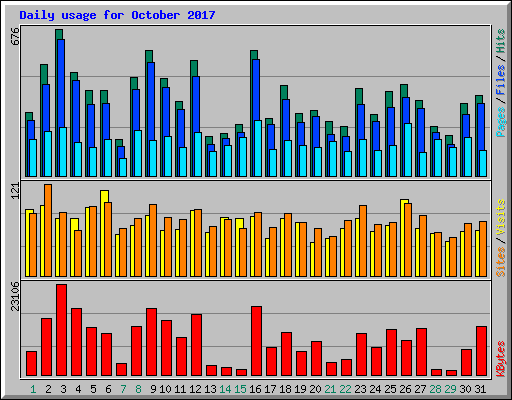 Daily usage for October 2017
676
Pages / Files / Hits
121
Sites / Visits
23106
KBytes
1 2 3 4 5 6 7 8 9 10 11 12 13 14 15 16 17 18 19 20 21 22 23 24 25 26 27 28 29 30 31